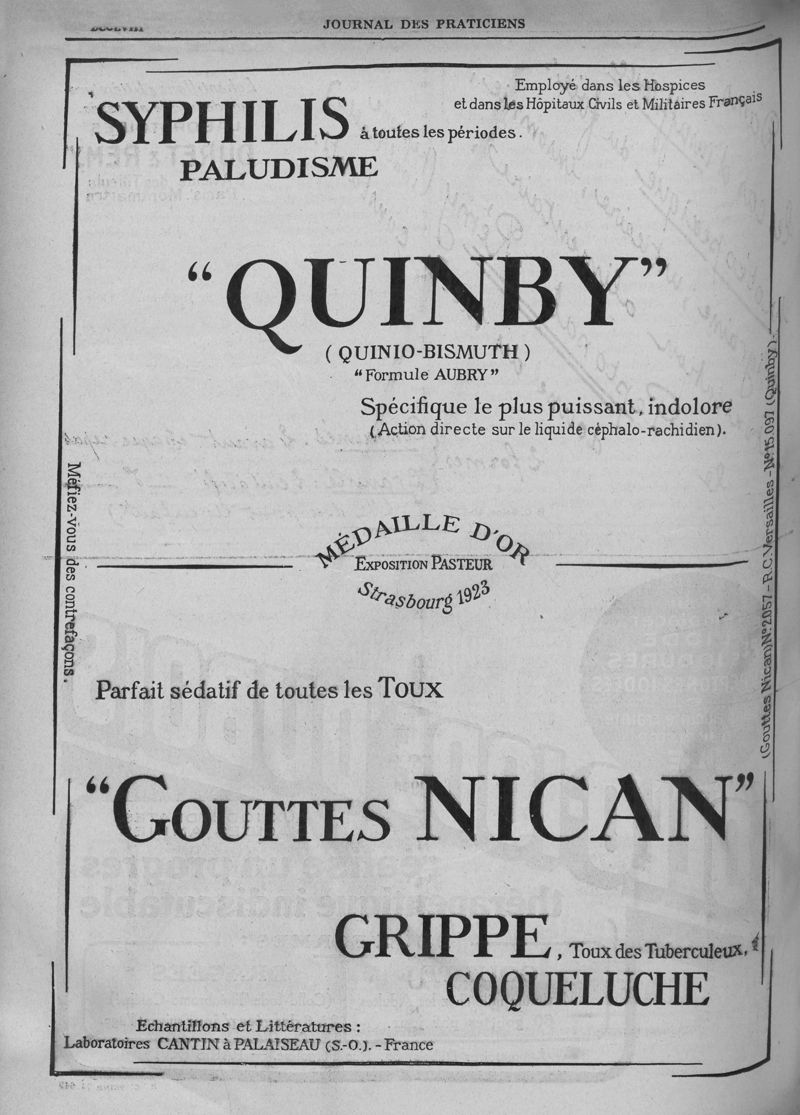 JOURNAL DES PRATICIENS
Employé dans les Hospices
et dans les Hôpitaux Civils et Militaires Français
SYPHILIS à toutes les périodes.
PALUDISME
“QUINBY”
(QUINIO-BISMUTH)
“Formule AUBRY”
Spécifique le plus puissant, indolore
(Action directe sur le liquide céphalo-rachidien).
Méfiez-vous des contrefaçons.
(Gouttes Nican) N° 2057 - R.C. Versailles - N° 15.097 (Quinby).
MÉDAILLE D'OR
EXPOSITION PASTEUR
Strasbourg 1923
Parfait sédatif de toutes les TOUX
“GOUTTES NICAN”
GRIPPE, Toux des Tuberculeux,
COQUELUCHE
Echantillons et Littératures :
Laboratoires CANTIN à PALAISEAU (S.-O.). - France